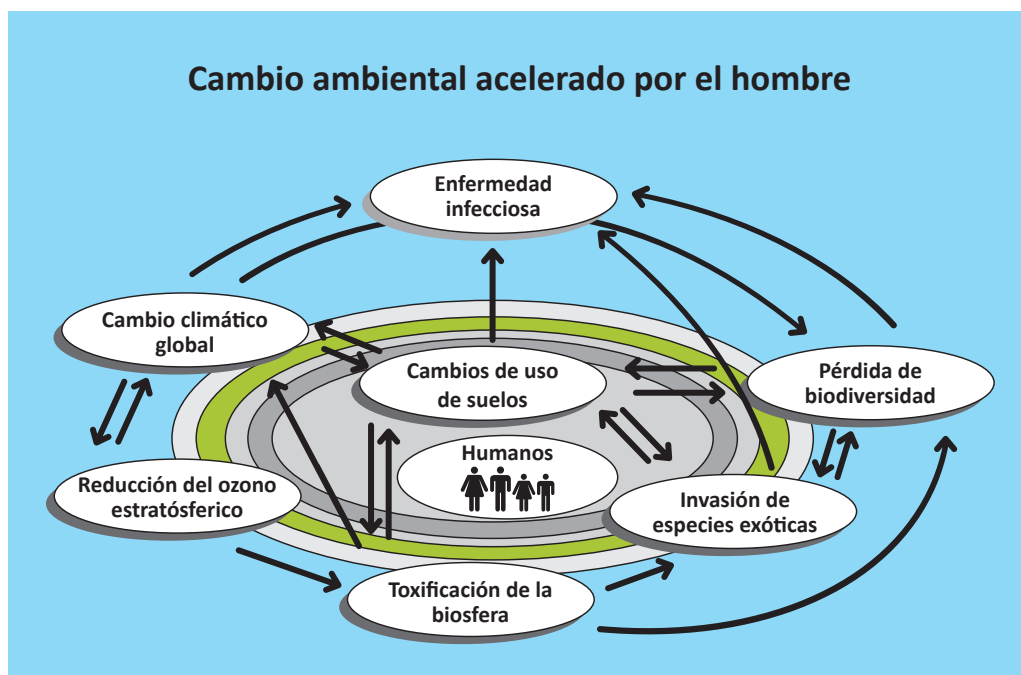 Cambio ambiental acelerado por el hombre
Enfermedad
infecciosa
Cambio climático
global
Cambios de uso
de suelos
Pérdida de
biodiversidad
Humanos
Reducción del ozono
estratósferico
Invasión de
especies exóticas
Toxificación de la
biosfera